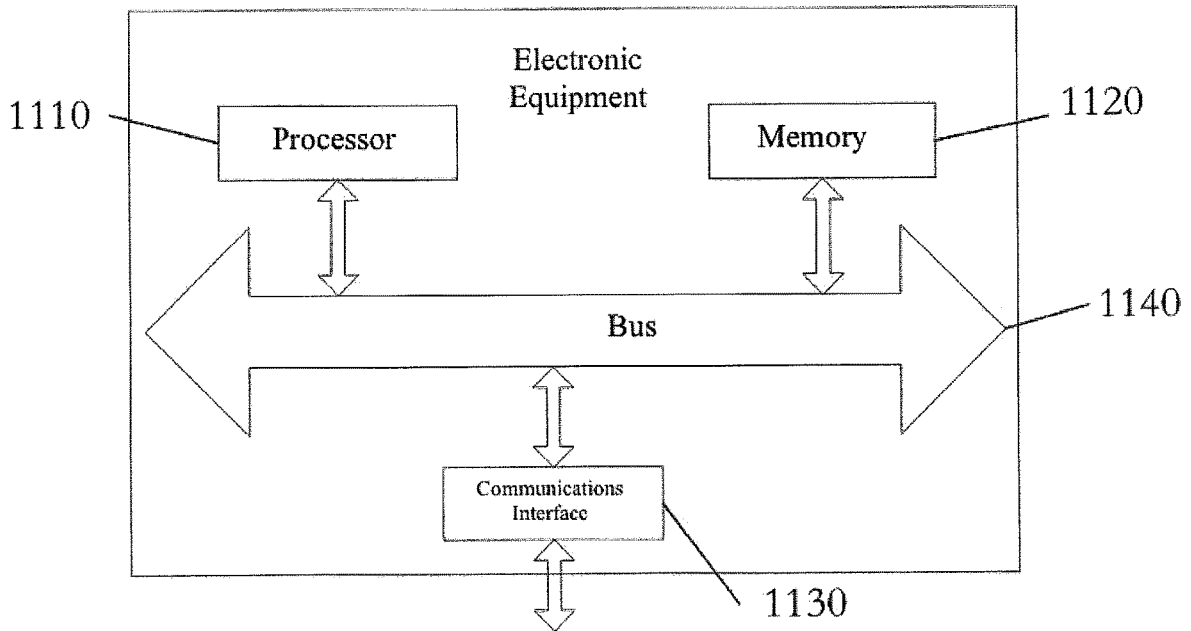 Electronic
Equipment
1110
Processor
Memory
1120
Bus
1140
Communications
Interface
1130